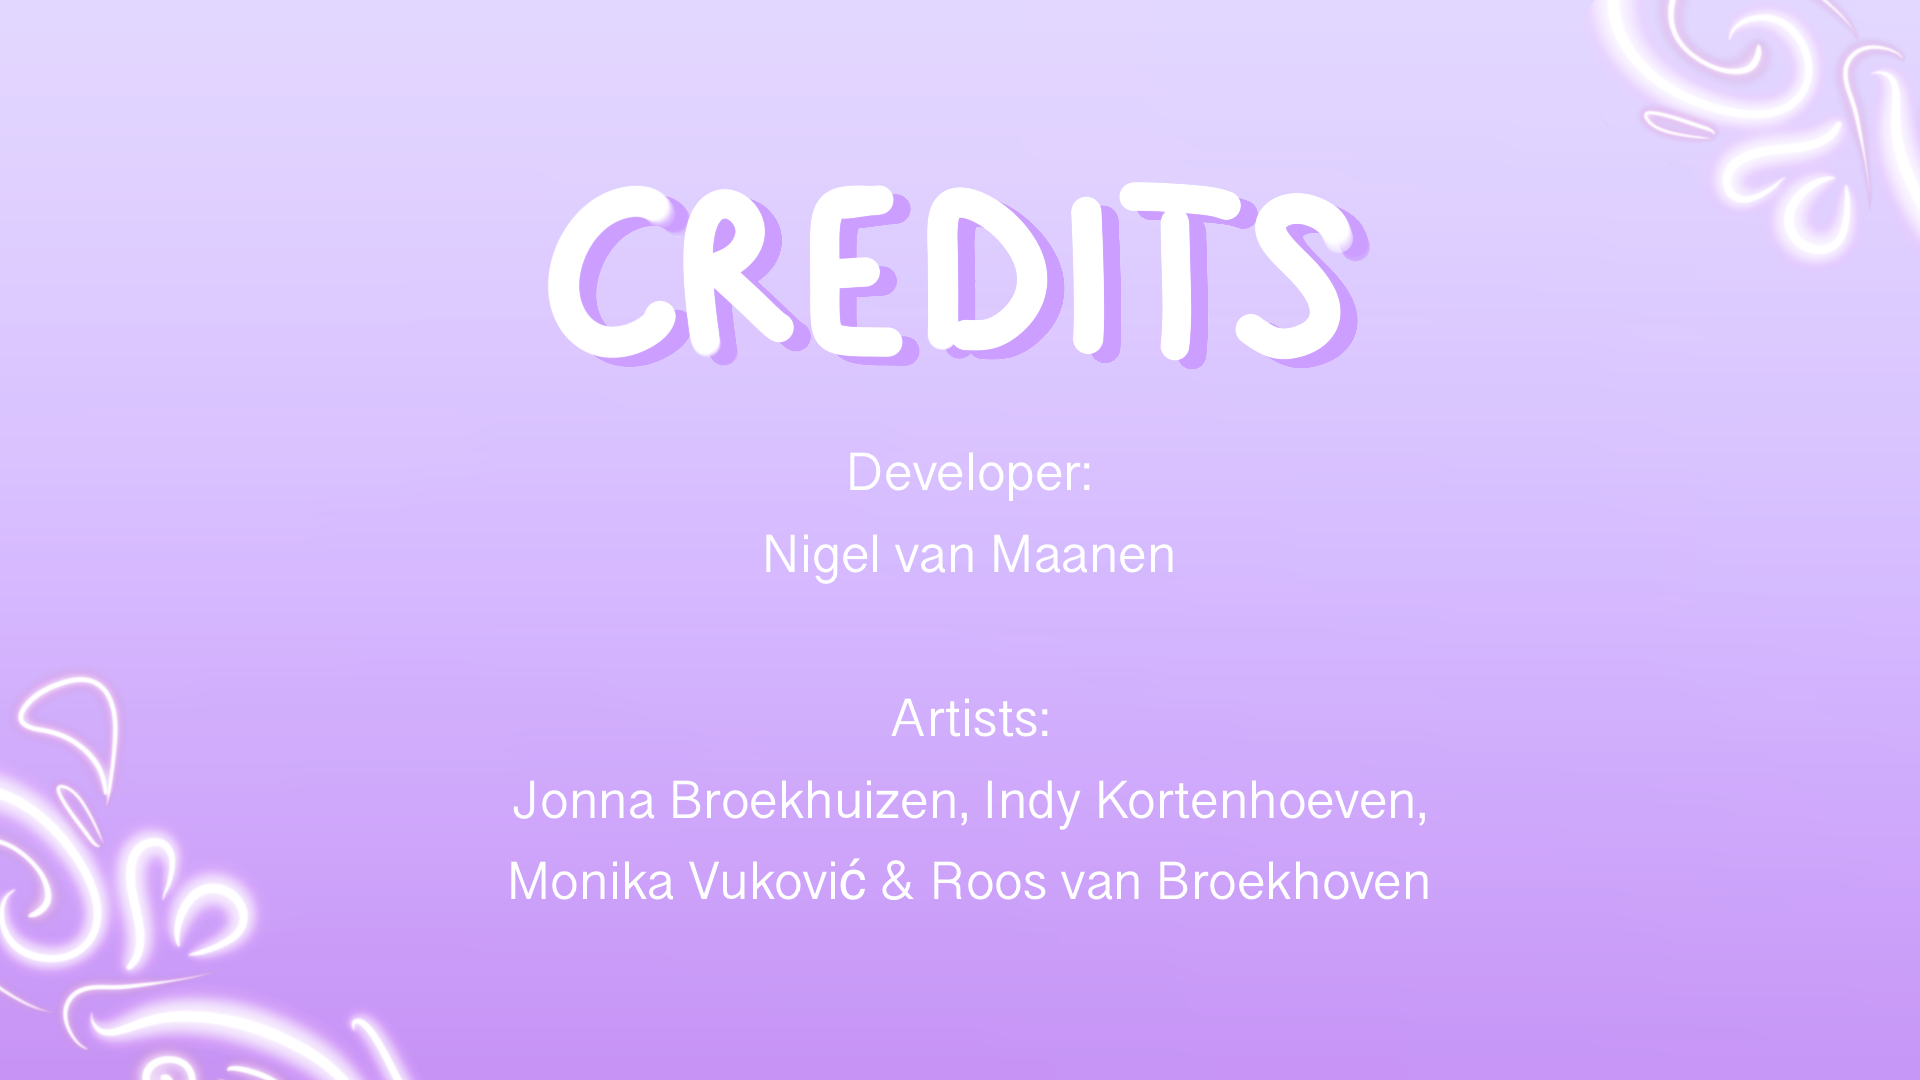 CREDITS
Developer:
Nigel van Maanen
Artists:
Jonna Broekhuizen, Indy Kortenhoeven,
Monika Vuković & Roos van Broekhoven